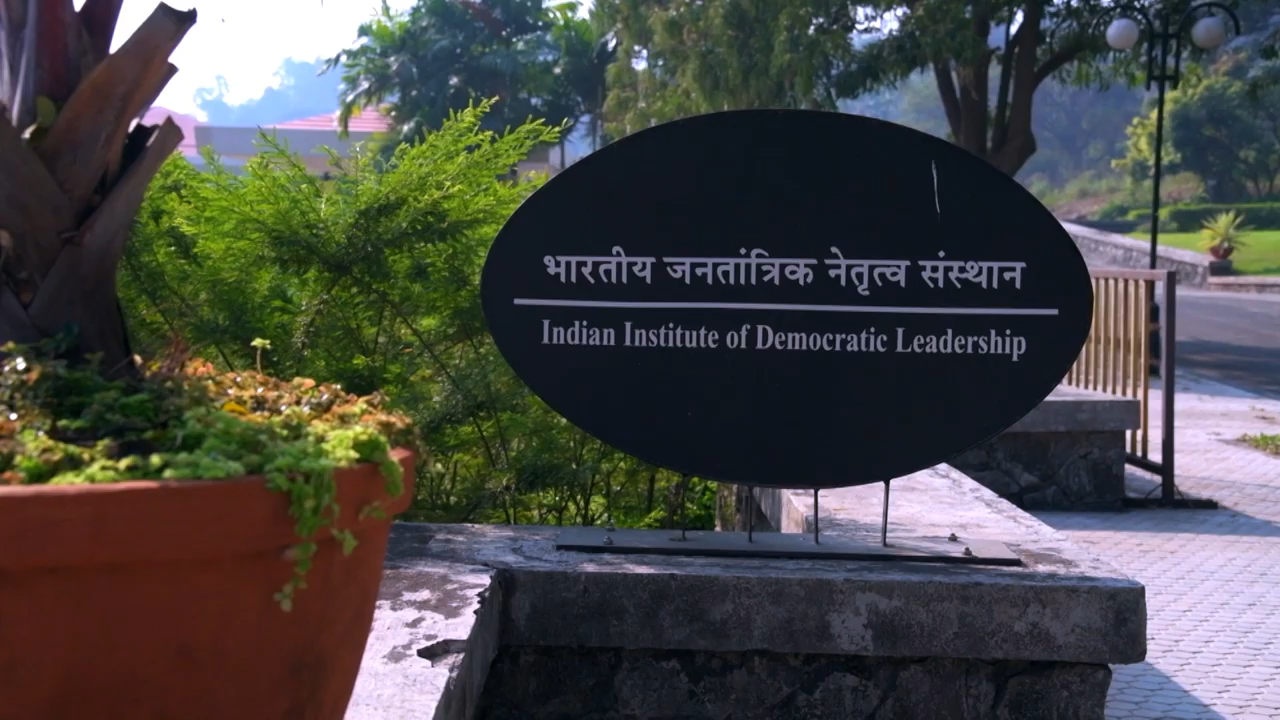 भारतीय जनतांत्रिक नेतृत्व संस्थान
Indian Institute of Democratic Leadership